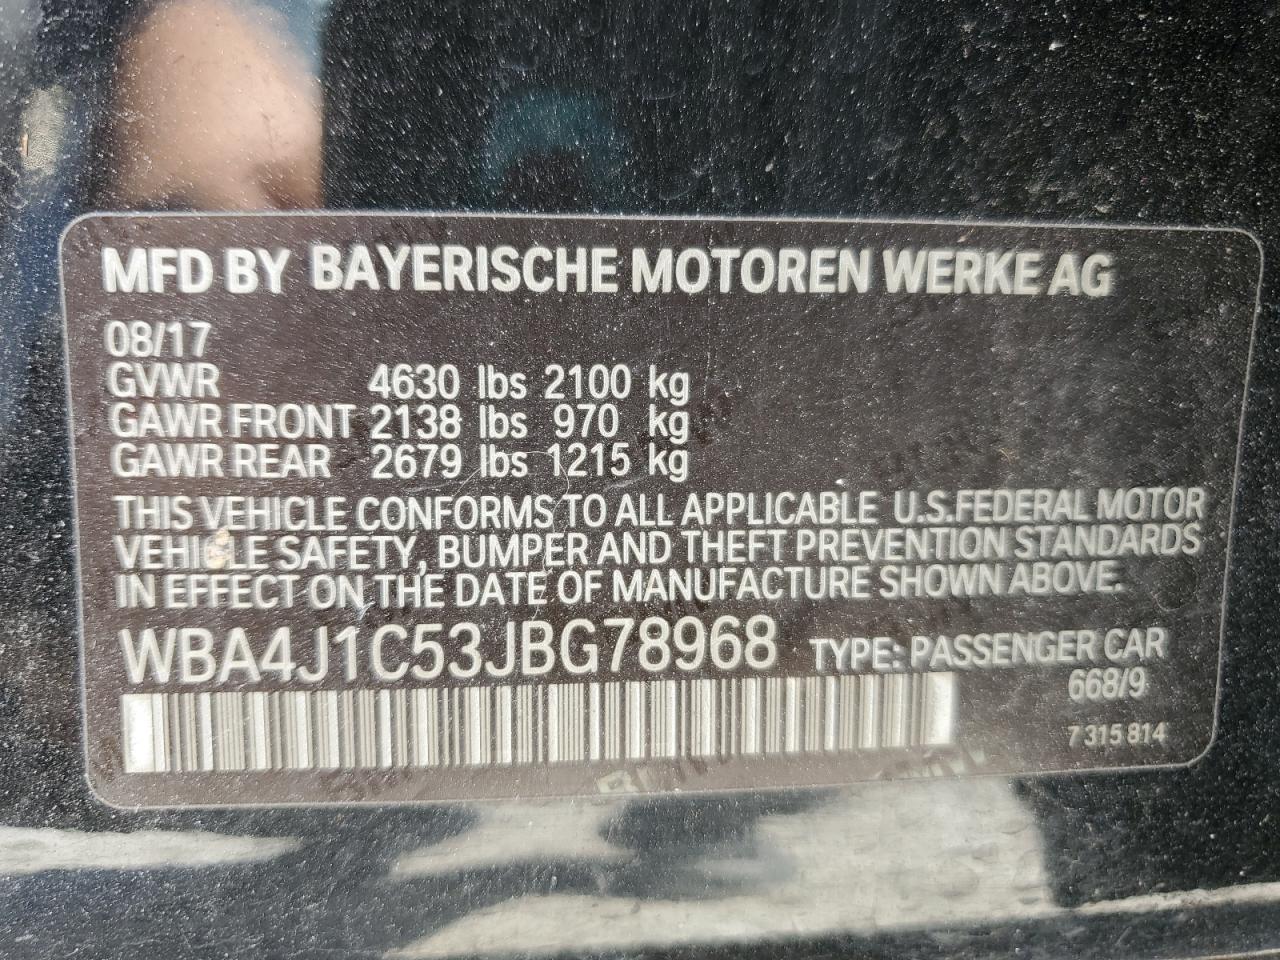 MFD BY BAYERISCHE MOTOREN WERKE AG
08/17
GVWR 4630 lbs 2100 kg
GAWR FRONT 2138 lbs 970 kg
GAWR REAR 2679 lbs 1215 kg
THIS VEHICLE CONFORMS TO ALL APPLICABLE U.S.FEDERAL MOTOR
VEHICLE SAFETY, BUMPER AND THEFT PREVENTION STANDARDS
IN EFFECT ON THE DATE OF MANUFACTURE SHOWN ABOVE.
WBA4J1C53JBG78968 TYPE: PASSENGER CAR
668/9
7 315 814